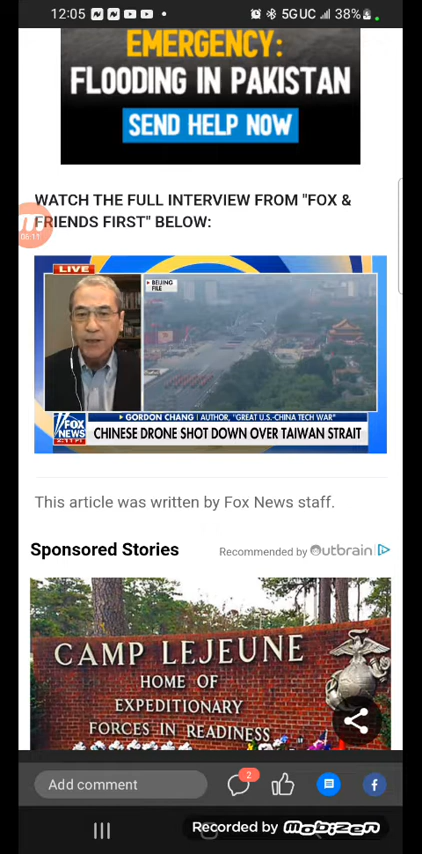 12:05
5GUC
38%
EMERGENCY:
FLOODING IN PAKISTAN
SEND HELP NOW
WATCH THE FULL INTERVIEW FROM "FOX &
FRIENDS FIRST" BELOW:
LIVE
BEIJING
FILE
GORDON CHANG | AUTHOR, "GREAT U.S.-CHINA TECH WAR"
FOX
NEWS
CHINESE DRONE SHOT DOWN OVER TAIWAN STRAIT
This article was written by Fox News staff.
Sponsored Stories
Recommended by Outbrain
CAMP LEJEUNE
HOME OF
EXPEDITIONARY
FORCES IN READINESS
Add comment
2
Recorded by MOBIZEN